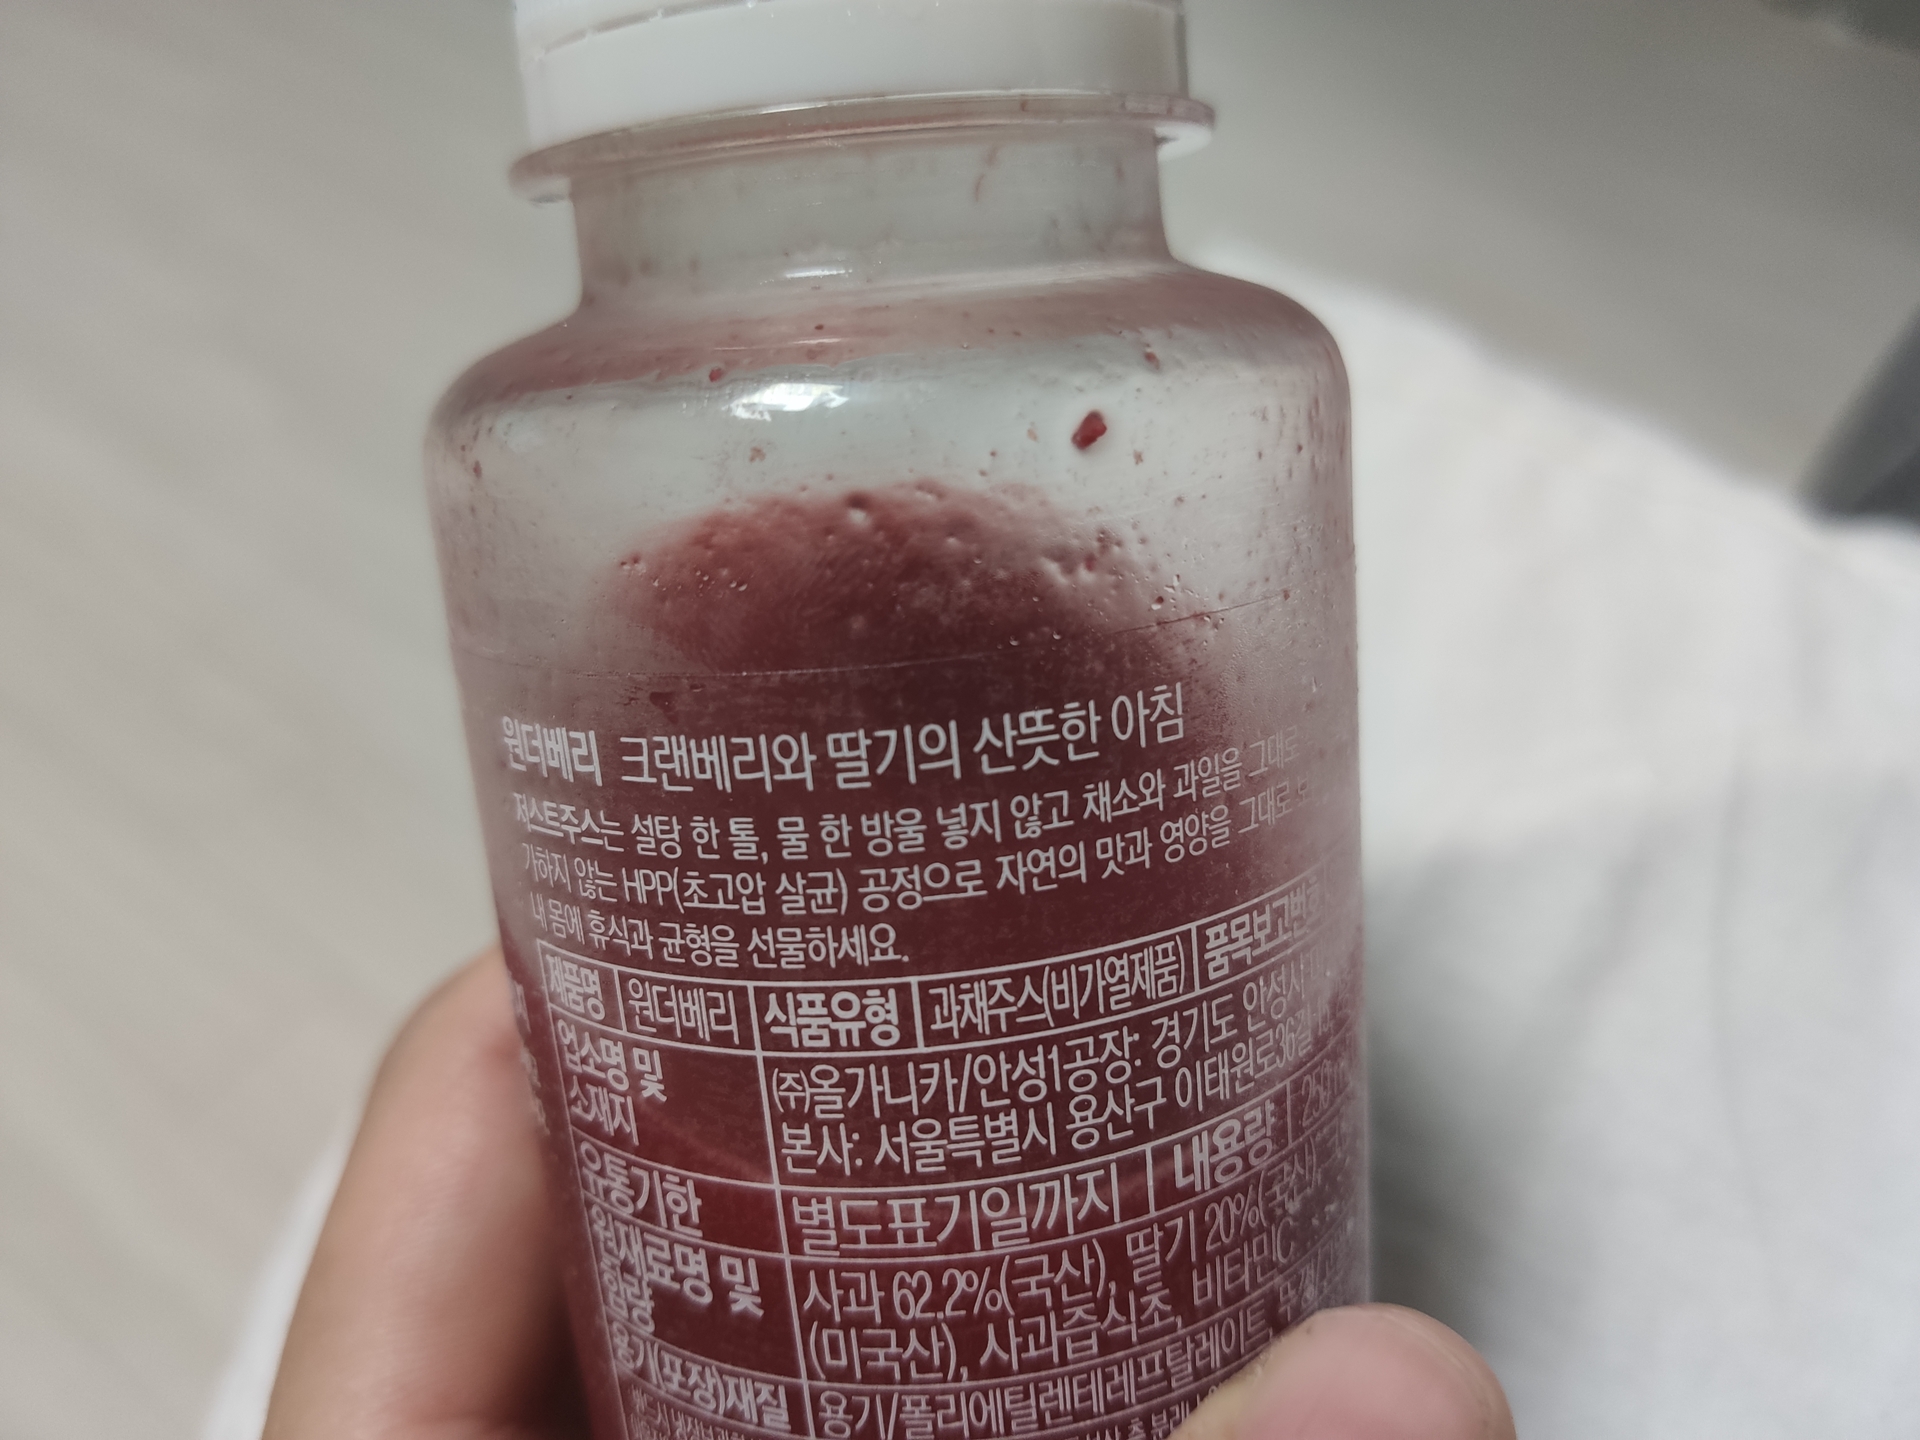 원더베리 크랜베리와 딸기의 산뜻한 아침
저스트주스는 설탕 한 톨, 물 한 방울 넣지 않고 채소와 과일을 그대로
가하지 않는 HPP(초고압 살균) 공정으로 자연의 맛과 영양을 그대로
내 몸에 휴식과 균형을 선물하세요.
제품명 원더베리 식품유형 과채주스(비가열제품) 품목보고번호
업소명 및 소재지
(주)올가니카/안성1공장: 경기도 안성시
본사: 서울특별시 용산구 이태원로36길
유통기한 별도표기일까지 내용량
원재료명 및 함량
사과 62.2%(국산), 딸기 20%(국산),
(미국산), 사과즙식초, 비타민C
용기(포장)재질 용기/폴리에틸렌테레프탈레이트,